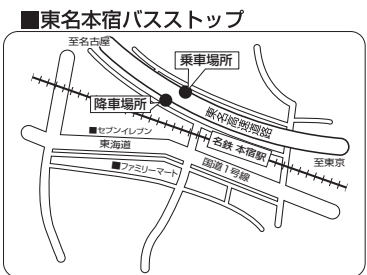 ■東名本宿バスストップ
至名古屋
乗車場所
降車場所
東名高速道路
■セブンイレブン
名鉄 本宿駅
東海道
至東京
■ファミリーマート
国道1号線